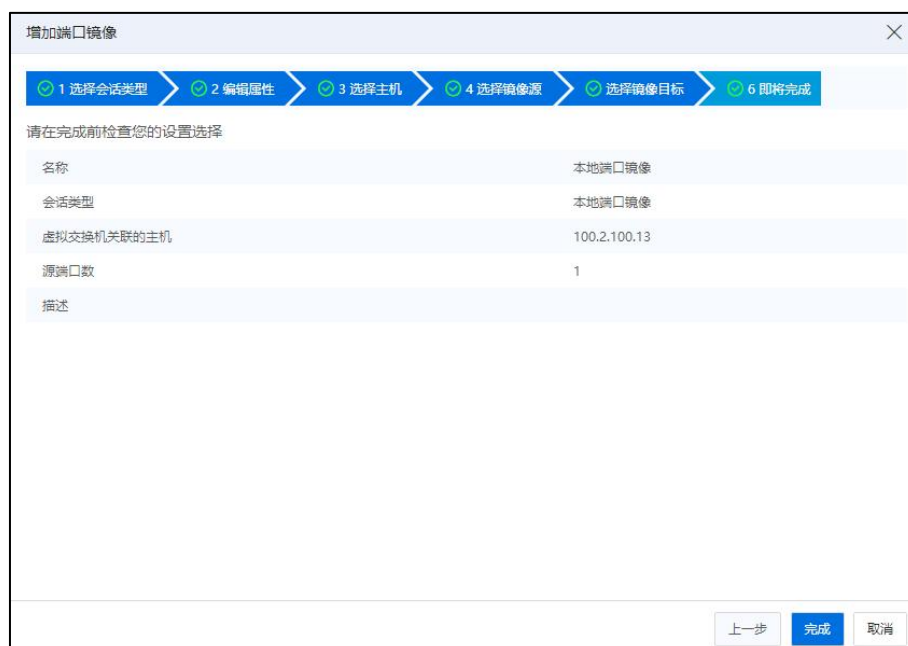 增加端口镜像
1 选择会话类型 2 编辑属性 3 选择主机 4 选择镜像源 选择镜像目标 6 即将完成
请在完成前检查您的设置选择
名称 本地端口镜像
会话类型 本地端口镜像
虚拟交换机关联的主机 100.2.100.13
源端口数 1
描述
上一步 完成 取消